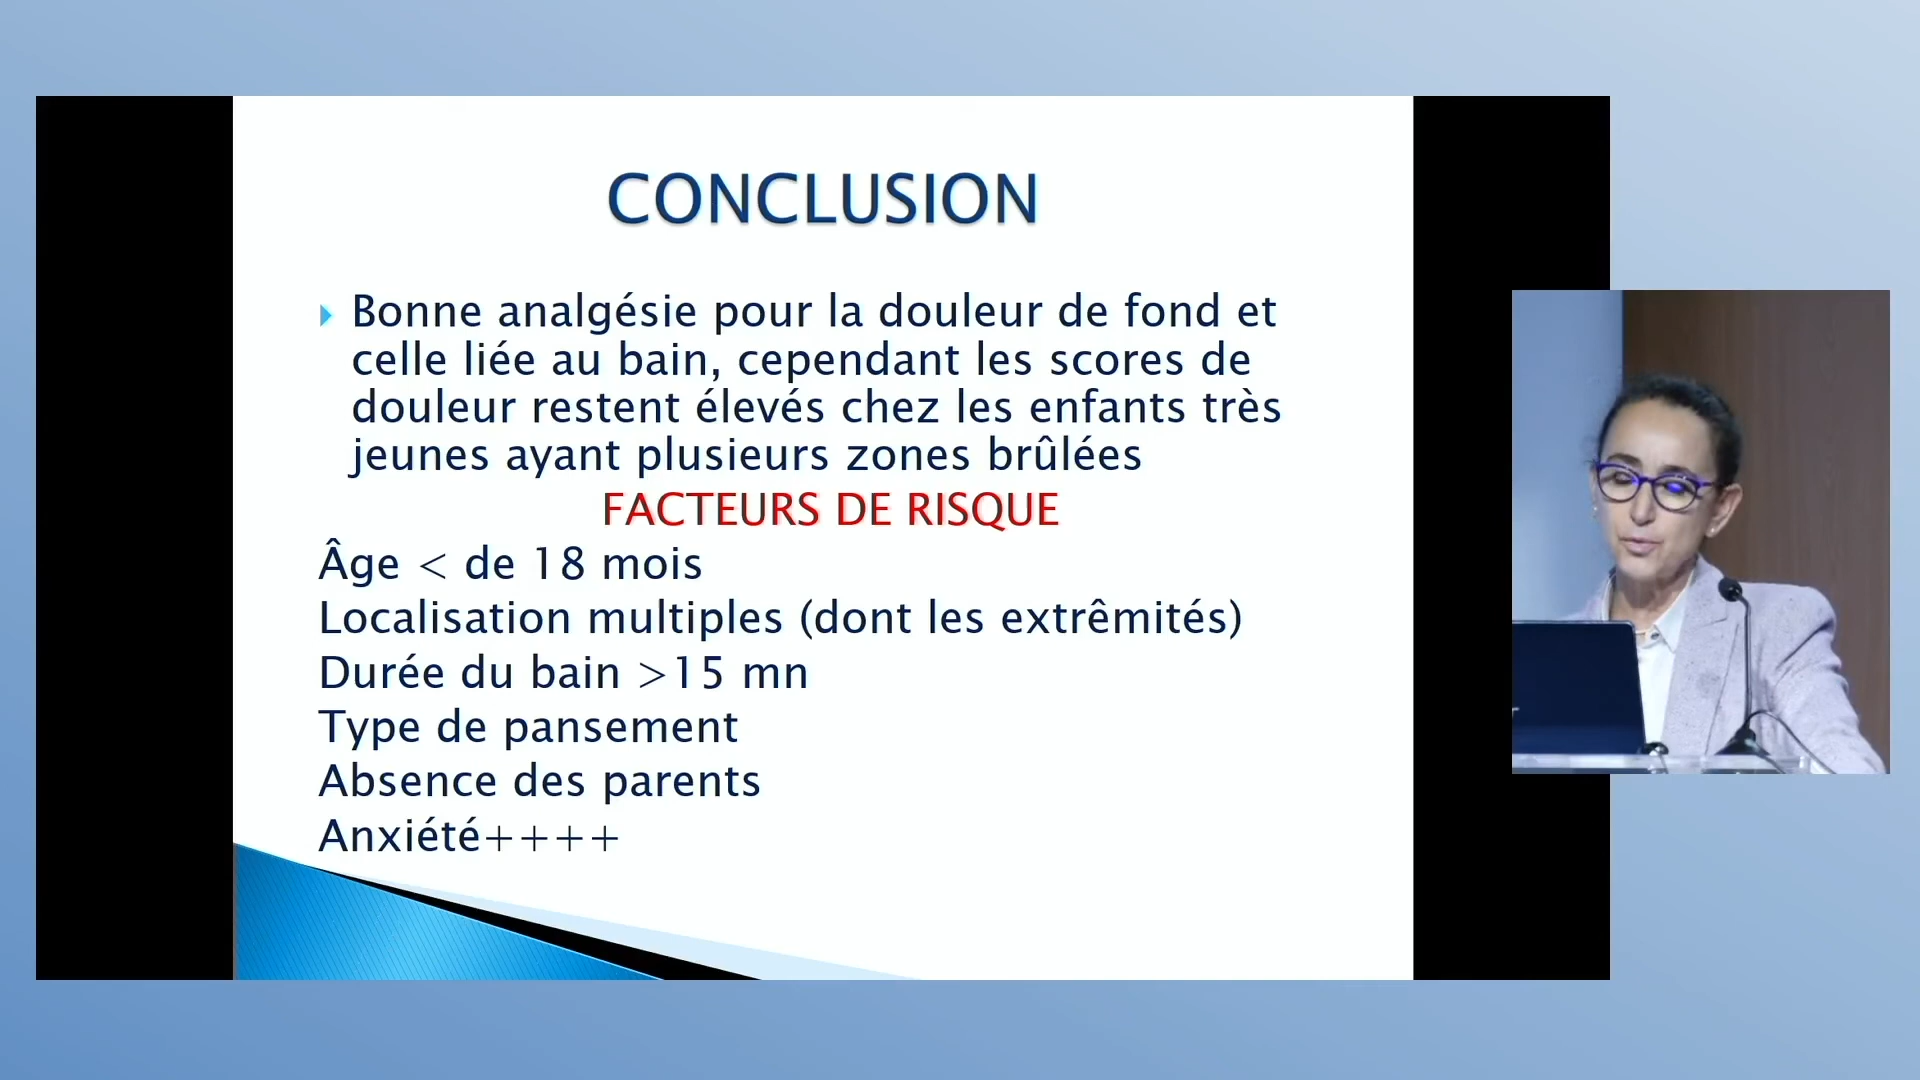 CONCLUSION
Bonne analgésie pour la douleur de fond et
celle liée au bain, cependant les scores de
douleur restent élevés chez les enfants très
jeunes ayant plusieurs zones brûlées
FACTEURS DE RISQUE
Âge < de 18 mois
Localisation multiples (dont les extrêmités)
Durée du bain >15 mn
Type de pansement
Absence des parents
Anxiété++++